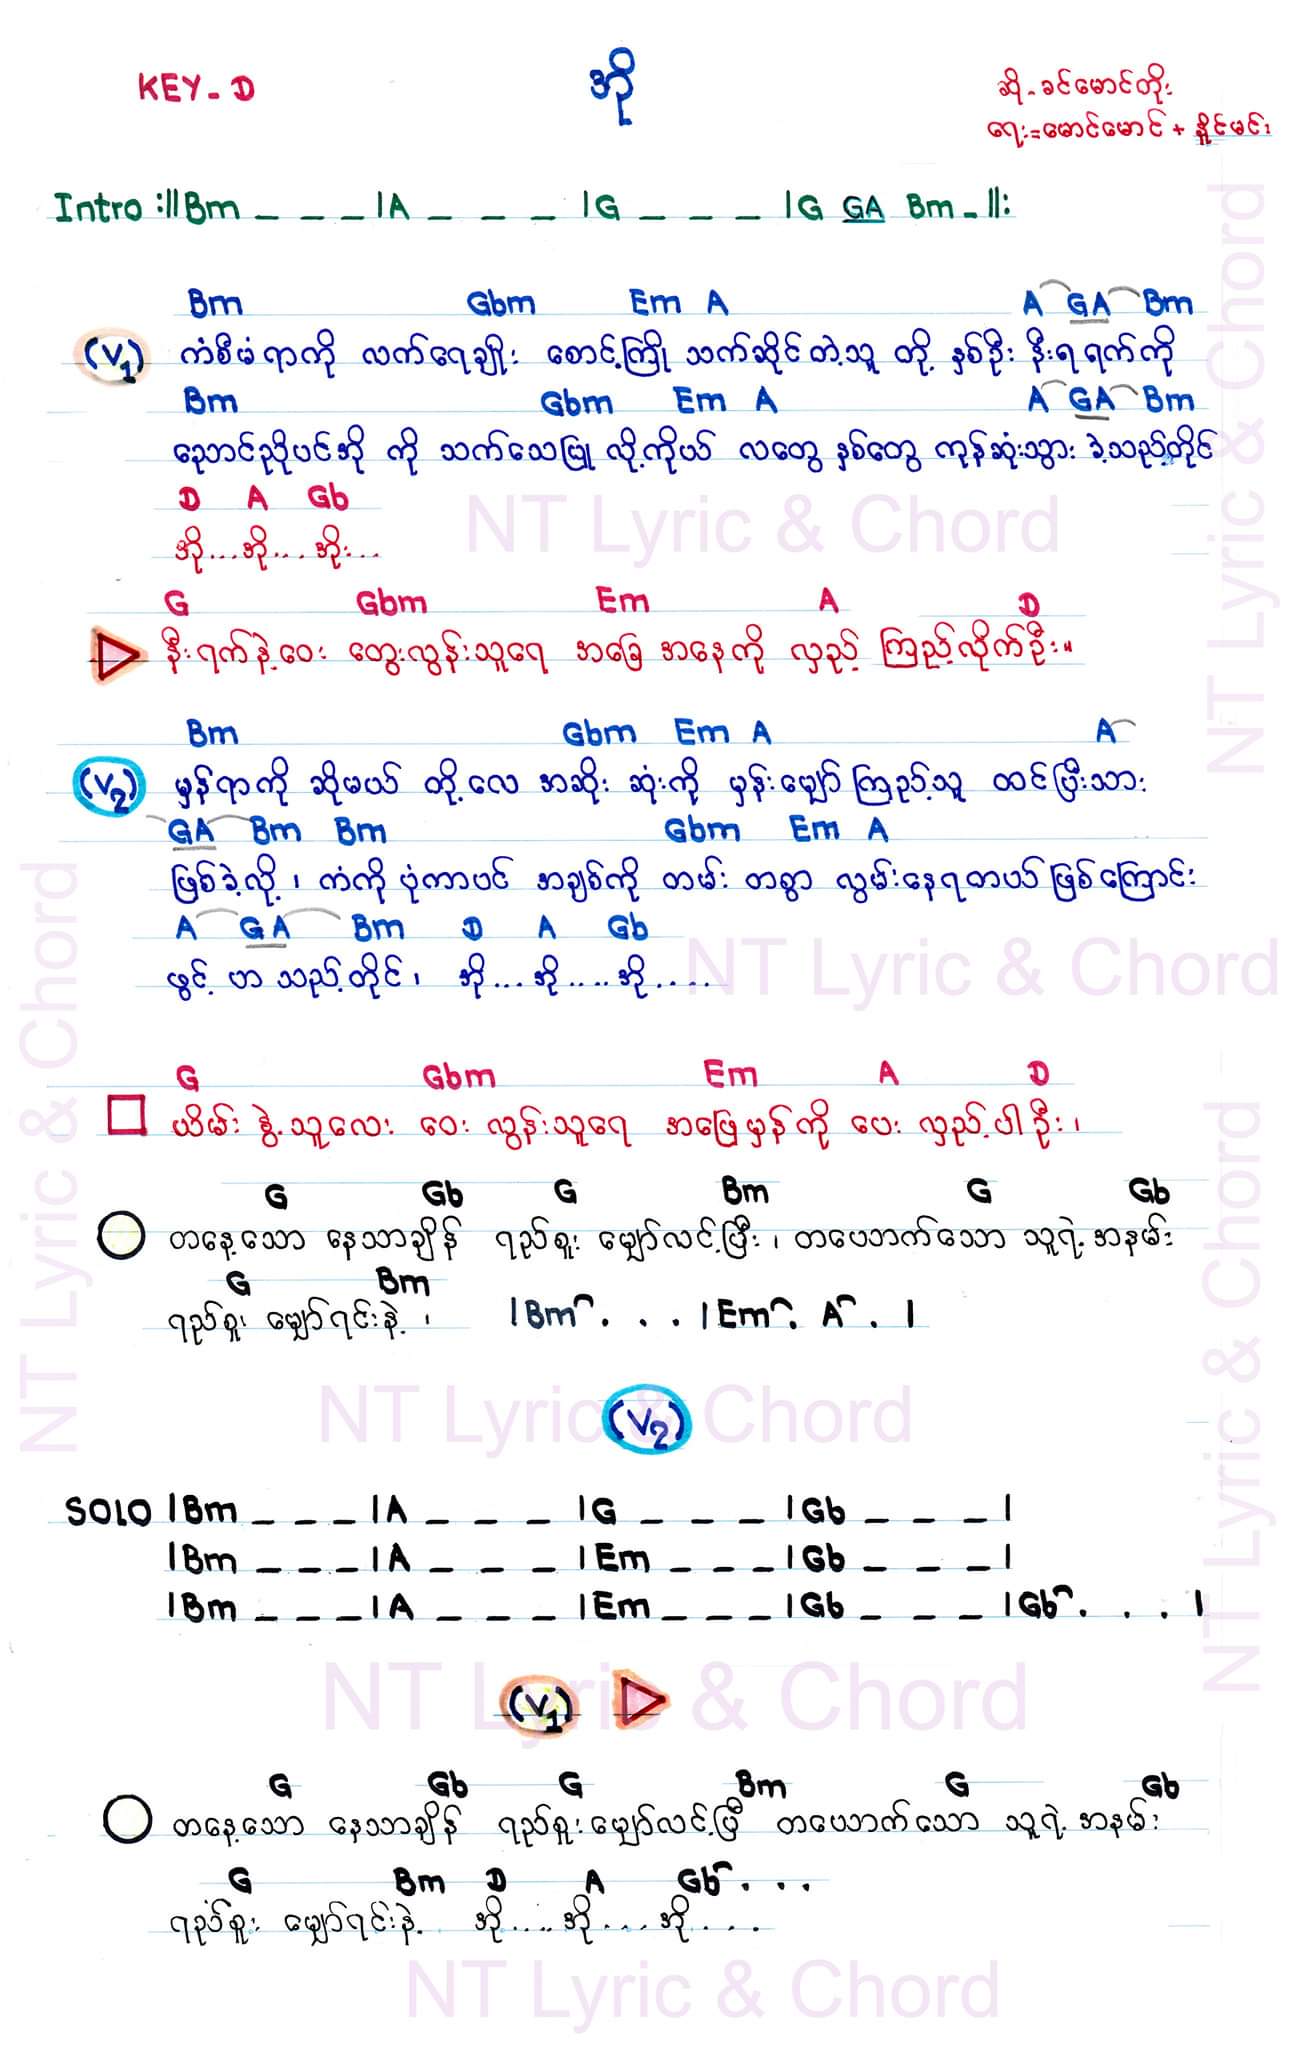 KEY - D
အို
ဆို - ခင်မောင်တိုး
ရေး = မောင်မောင် + နိုင်မင်း
Intro :||Bm _ _ _ |A _ _ _ |G _ _ _ |G GA Bm - ||:
Bm Gbm Em A A GA Bm
(V1) ကံစီမံရာကို လက်ရေချိုး စောင့်ကြို သက်ဆိုင်တဲ့သူ တို့ နှစ်ဦး နီးရရက်ကို
Bm Gbm Em A A GA Bm
ညောင်ညိုပင်အို ကို သက်သေပြု လို့ကိုယ် လတွေ နှစ်တွေ ကုန်ဆုံးသွား ခဲ့သည့်တိုင်
D A Gb
အို... အို... အို...
G Gbm Em A D
နီးရက်နဲ့ဝေး တွေးလွန်းသူရေ အခြေ အနေကို လှည့် ကြည့်လိုက်ဦး။
Bm Gbm Em A A
(V2) မှန်ရာကို ဆိုမယ် တို့လေ အဆိုး ဆုံးကို မှန်းမျှော်ကြည့်သူ ထင်ပြီးသား
GA Bm Bm Gbm Em A
ဖြစ်ခဲ့လို့ ၊ ကံကို ပုံကာပင် အချစ်ကို တမ်း တစွာ လွမ်းနေရတယ် ဖြစ်ကြောင်း
A GA Bm D A Gb
ဖွင့် ဟ သည့်တိုင် ၊ အို... အို.... အို....
G Gbm Em A D
ယိမ်း နွဲ့သူလေး ဝေး လွန်းသူရေ အဖြေမှန်ကို ပေး လှည့်ပါဦး ၊
G Gb G Bm G Gb
တနေ့သော နေသာချိန် ရည်စူး မျှော်လင့်ပြီး ၊ တယောက်သော သူရဲ့ အနမ်း
G Bm
ရည်စူး မျှော်ရင်းနဲ့ ၊ |Bm . . . |Em . A . |
(V2)
SOLO |Bm _ _ _ |A _ _ _ |G _ _ _ |Gb _ _ _ |
|Bm _ _ _ |A _ _ _ |Em _ _ _ |Gb _ _ _ |
|Bm _ _ _ |A _ _ _ |Em _ _ _ |Gb _ _ _ |Gb . . . |
(V1)
G Gb G Bm G Gb
တနေ့သော နေသာချိန် ရည်စူး မျှော်လင့်ပြီ တယောက်သော သူရဲ့ အနမ်း
G Bm D A Gb . . .
ရည်စူး မျှော်ရင်းနဲ့ အို.... အို.... အို....
NT Lyric & Chord
NT Lyric & Chord
NT Lyric & Chord
NT Lyric & Chord
NT Lyric & Chord
NT Lyric & Chord
NT Lyric & Chord
NT Lyric & Chord